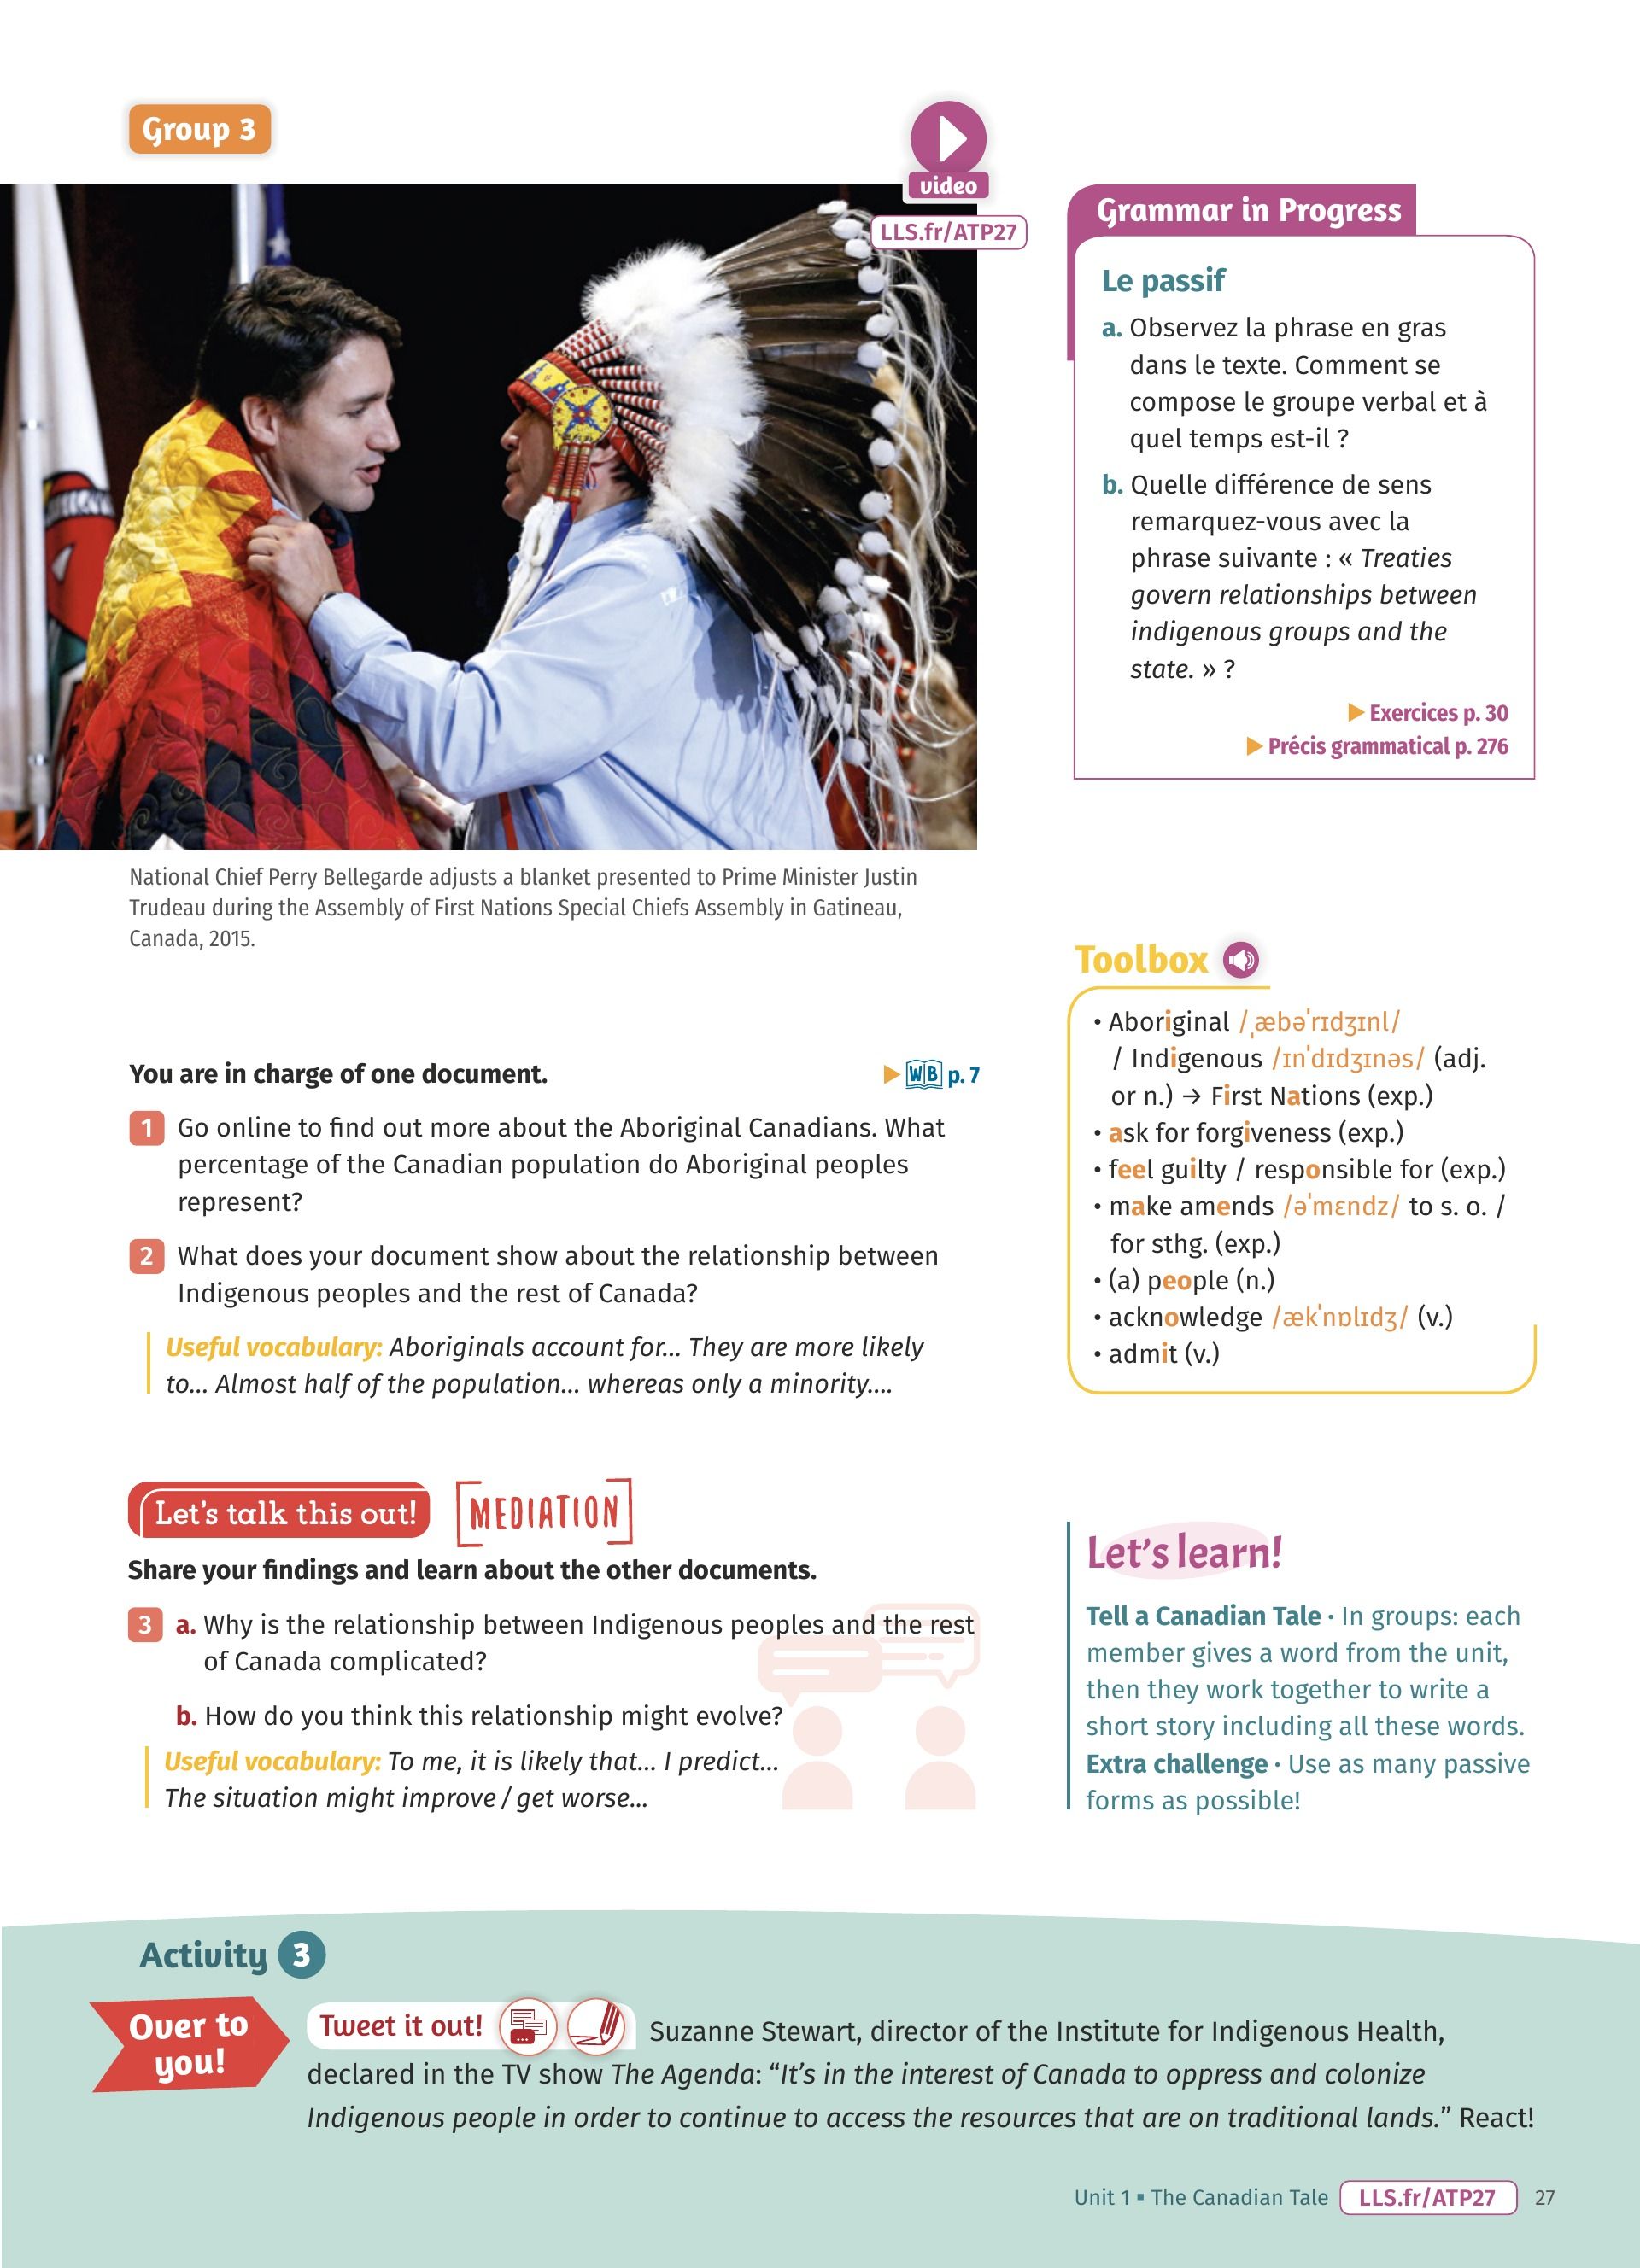 Group 3
video
LLS.fr/ATP27
National Chief Perry Bellegarde adjusts a blanket presented to Prime Minister Justin
Trudeau during the Assembly of First Nations Special Chiefs Assembly in Gatineau,
Canada, 2015.
You are in charge of one document.
WB p. 7
1 Go online to find out more about the Aboriginal Canadians. What
percentage of the Canadian population do Aboriginal peoples
represent?
2 What does your document show about the relationship between
Indigenous peoples and the rest of Canada?
Useful vocabulary: Aboriginals account for... They are more likely
to... Almost half of the population... whereas only a minority....
Let's talk this out!
MEDIATION
Share your findings and learn about the other documents.
3 a. Why is the relationship between Indigenous peoples and the rest
of Canada complicated?
b. How do you think this relationship might evolve?
Useful vocabulary: To me, it is likely that... I predict...
The situation might improve / get worse...
Grammar in Progress
Le passif
a. Observez la phrase en gras
dans le texte. Comment se
compose le groupe verbal et à
quel temps est-il ?
b. Quelle différence de sens
remarquez-vous avec la
phrase suivante : « Treaties
govern relationships between
indigenous groups and the
state. » ?
Exercices p. 30
Précis grammatical p. 276
Toolbox
• Aboriginal /ˌæbəˈrɪdʒɪnl/
/ Indigenous /ɪnˈdɪdʒɪnəs/ (adj.
or n.) → First Nations (exp.)
• ask for forgiveness (exp.)
• feel guilty / responsible for (exp.)
• make amends /əˈmɛndz/ to s. o. /
for sthg. (exp.)
• (a) people (n.)
• acknowledge /ækˈnɒlɪdʒ/ (v.)
• admit (v.)
Let's learn!
Tell a Canadian Tale · In groups: each
member gives a word from the unit,
then they work together to write a
short story including all these words.
Extra challenge · Use as many passive
forms as possible!
Activity 3
Over to
you!
Tweet it out! Suzanne Stewart, director of the Institute for Indigenous Health,
declared in the TV show The Agenda: “It's in the interest of Canada to oppress and colonize
Indigenous people in order to continue to access the resources that are on traditional lands.” React!
Unit 1 ▪ The Canadian Tale LLS.fr/ATP27 27